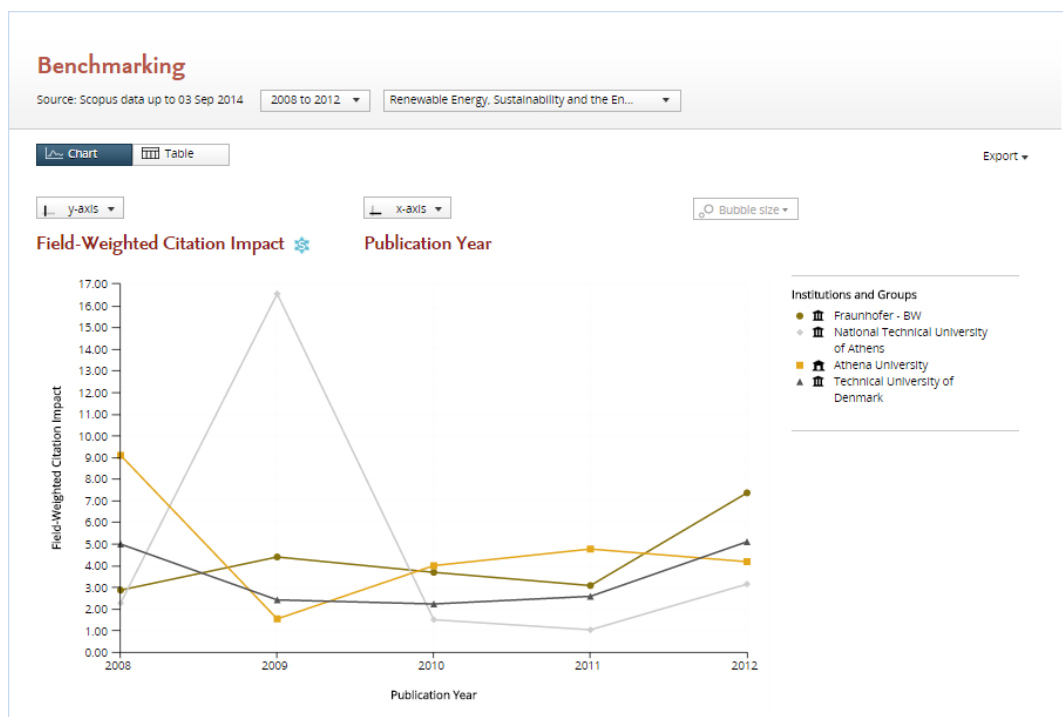 Benchmarking
Source: Scopus data up to 03 Sep 2014
2008 to 2012
Renewable Energy, Sustainability and the En...
Chart
Table
Export
y-axis
x-axis
Bubble size
Field-Weighted Citation Impact
Publication Year
17.00
16.00
15.00
14.00
13.00
12.00
11.00
10.00
9.00
8.00
7.00
6.00
5.00
4.00
3.00
2.00
1.00
0.00
Field-Weighted Citation Impact
2008
2009
2010
2011
2012
Publication Year
Institutions and Groups
Fraunhofer - BW
National Technical University
of Athens
Athena University
Technical University of
Denmark